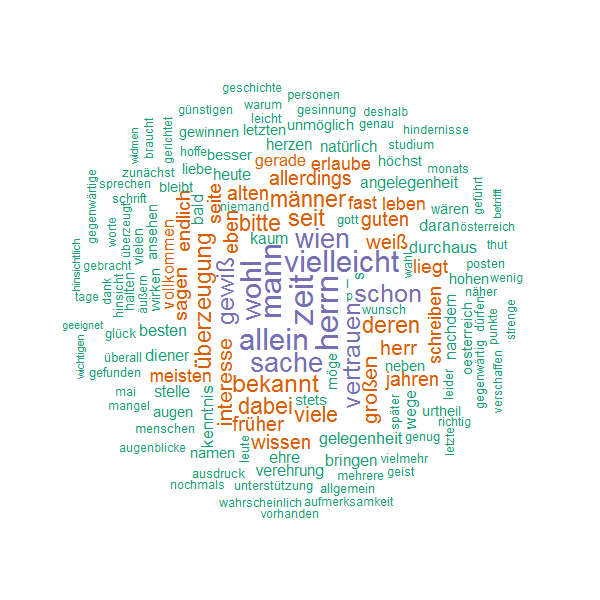 geschichte
personen
günstigen warum gesinnung deshalb
leicht
braucht gerichtet gewinnen letzten unmöglich genau hindernisse
widmen hoffe besser herzen natürlich studium
zunächst liebe gerade erlaube höchst monats
gegenwärtige sprechen bleibt heute allerdings angelegenheit geführt
schrift seite alten männer fast leben wären betrifft
niemand gott
worte überzeugt vielen ansehen vollkommen endlich bald eben bitte seit guten daran österreich
kaum wien weiß durchaus thut
hinsichtlich gebracht wohl mann vielleicht wahl liegt posten
tage dank hinsicht halten äußern wirken sagen gewiß zeit herrn l s hohen wenig
p schon näher
geeignet überzeugung wunsch nachdem oesterreich gegenwärtig dürfen punkte strenge
glück besten allein vertrauen deren schreiben verschaffen
wichtigen überall diener sache möge herr
gefunden meisten interesse bekannt großen neben jahren leider
mai stelle stets wege
mangel augen kenntnis dabei viele später urtheil
menschen früher richtig
augenblicke namen leute wissen gelegenheit genug letzte
ehre bringen vielmehr
ausdruck verehrung mehrere geist
nochmals unterstützung allgemein
wahrscheinlich aufmerksamkeit
vorhanden